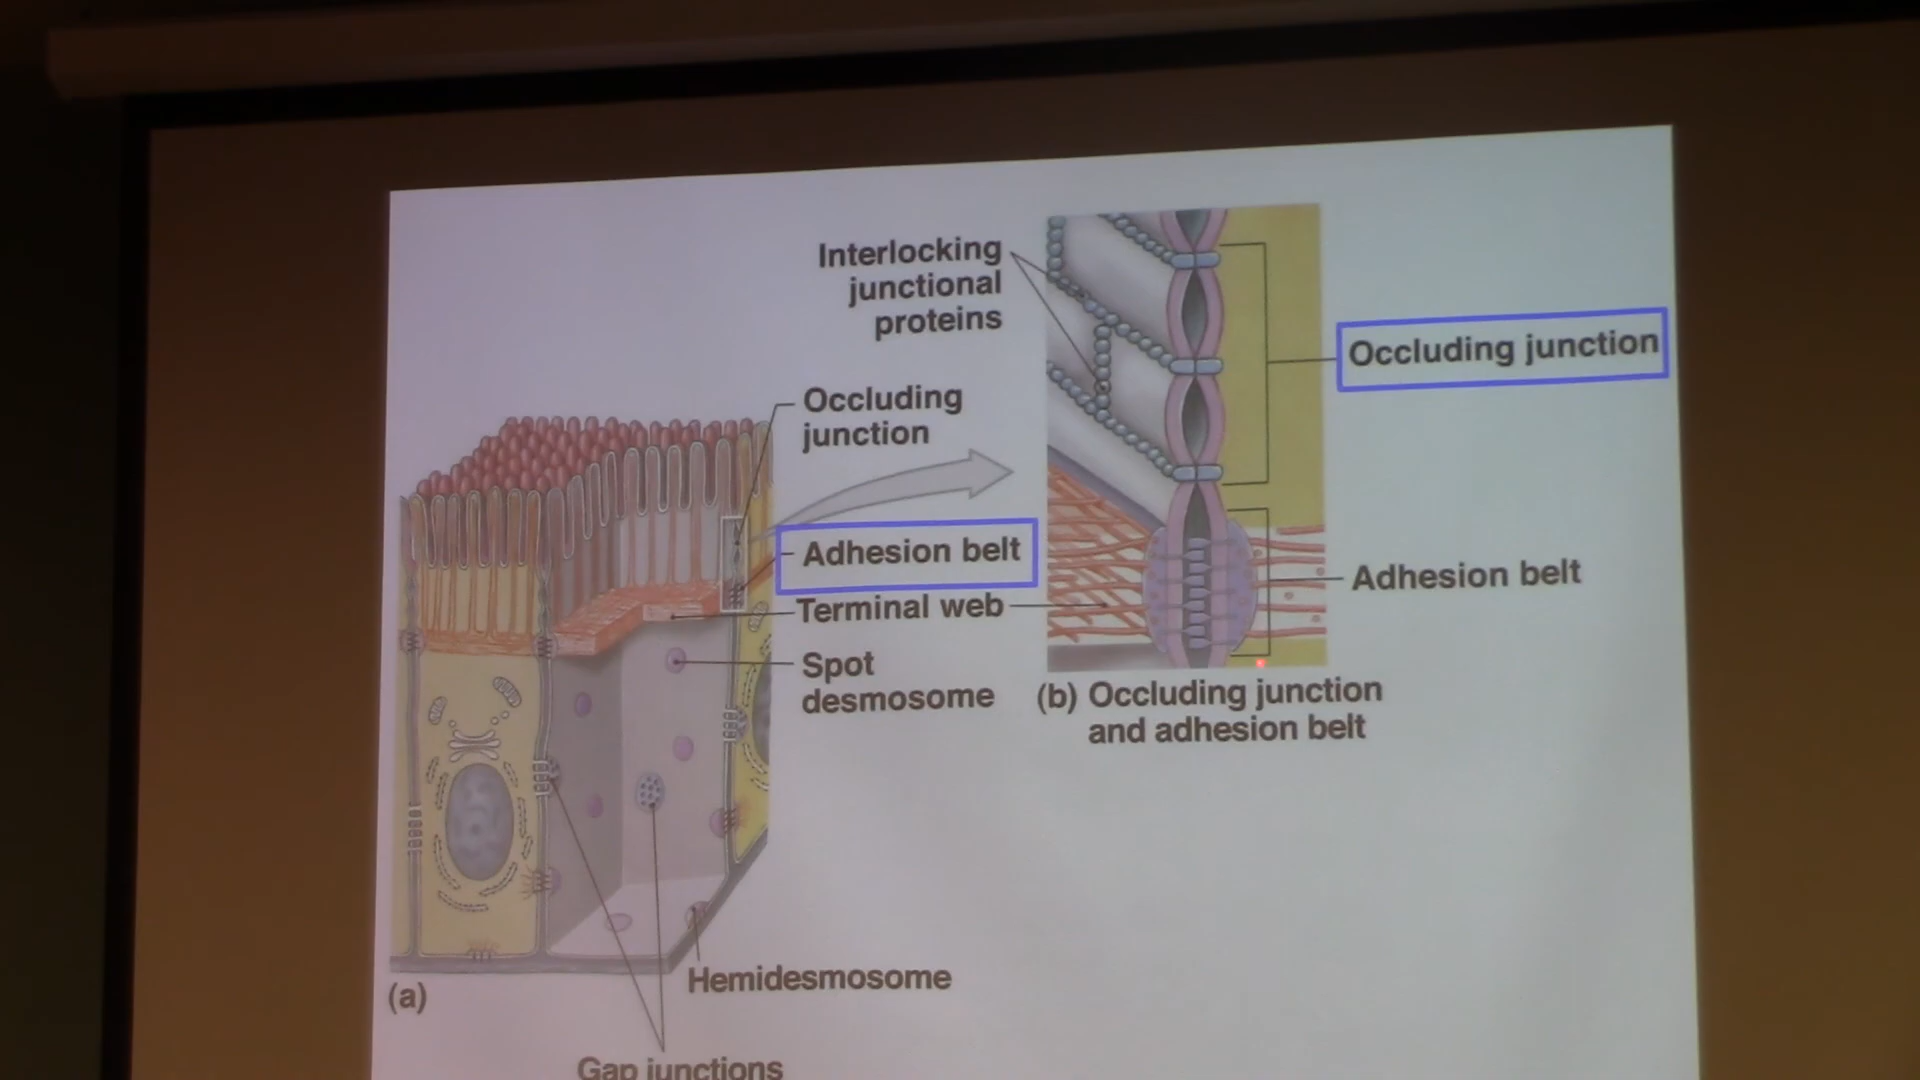 Interlocking
junctional
proteins
Occluding
junction
Adhesion belt
Terminal web
Spot
desmosome
Hemidesmosome
Gap junctions
(a)
Occluding junction
Adhesion belt
(b) Occluding junction
and adhesion belt